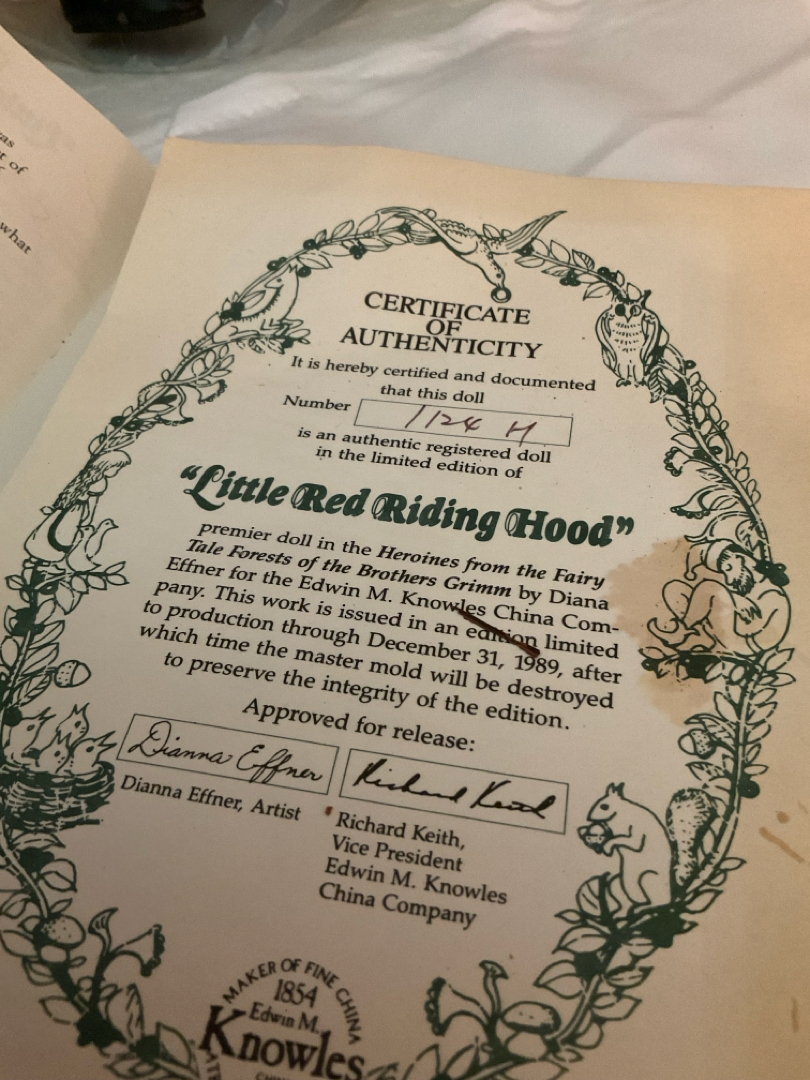 as
of
what
CERTIFICATE
OF
AUTHENTICITY
It is hereby certified and documented
that this doll
Number 1124 H
is an authentic registered doll
in the limited edition of
“Little Red Riding Hood”
premier doll in the Heroines from the Fairy
Tale Forests of the Brothers Grimm by Diana
Effner for the Edwin M. Knowles China Com-
pany. This work is issued in an edition limited
to production through December 31, 1989, after
which time the master mold will be destroyed
to preserve the integrity of the edition.
Approved for release:
Dianna Effner Richard Keith
Dianna Effner, Artist
Richard Keith,
Vice President
Edwin M. Knowles
China Company
MAKER OF FINE CHINA
1854
Edwin M.
Knowles